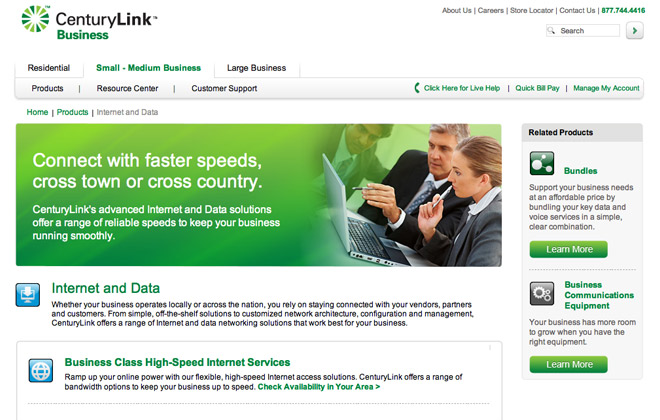 CenturyLink™
Business
About Us | Careers | Store Locator | Contact Us | 877.744.4416
Search
Residential
Small - Medium Business
Large Business
Products | Resource Center | Customer Support
Click Here for Live Help | Quick Bill Pay | Manage My Account
Home | Products | Internet and Data
Connect with faster speeds,
cross town or cross country.
CenturyLink's advanced Internet and Data solutions
offer a range of reliable speeds to keep your business
running smoothly.
Internet and Data
Whether your business operates locally or across the nation, you rely on staying connected with your vendors, partners
and customers. From simple, off-the-shelf solutions to customized network architecture, configuration and management,
CenturyLink offers a range of Internet and data networking solutions that work best for your business.
Business Class High-Speed Internet Services
Ramp up your online power with our flexible, high-speed Internet access solutions. CenturyLink offers a range of
bandwidth options to keep your business up to speed. Check Availability in Your Area >
Related Products
Bundles
Support your business needs
at an affordable price by
bundling your key data and
voice services in a simple,
clear combination.
Learn More
Business
Communications
Equipment
Your business has more room
to grow when you have the
right equipment.
Learn More